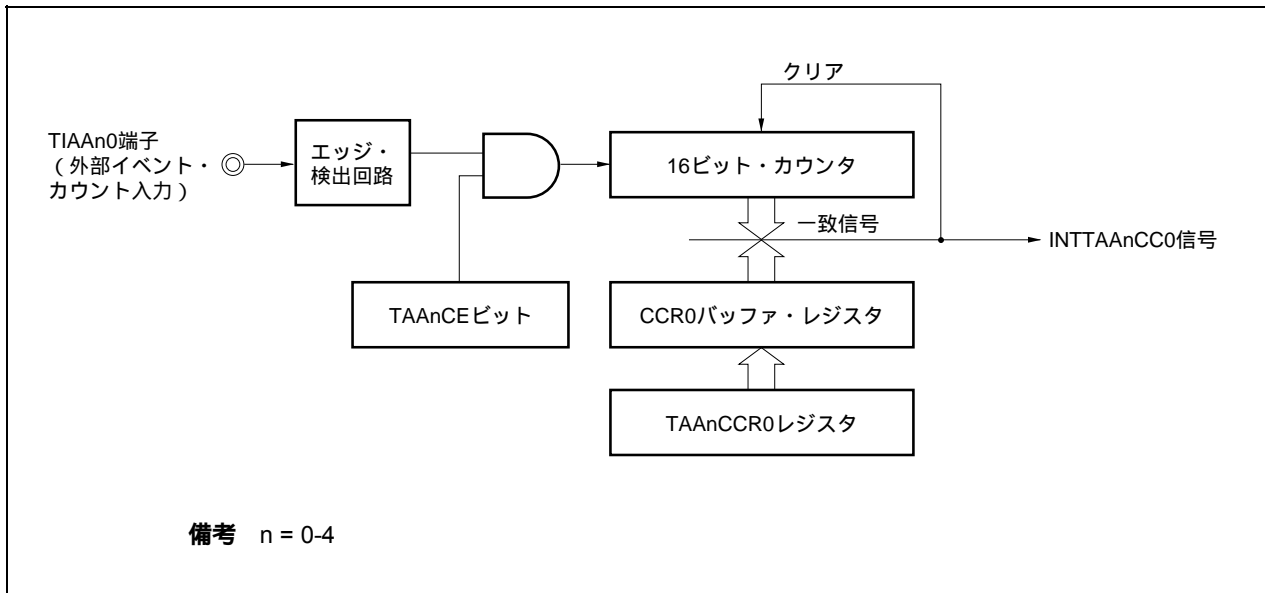 クリア
TIAAn0端子
（外部イベント・
カウント入力）
エッジ・
検出回路
16ビット・カウンタ
一致信号
INTTAAnCC0信号
TAAnCEビット
CCR0バッファ・レジスタ
TAAnCCR0レジスタ
備考 n = 0-4